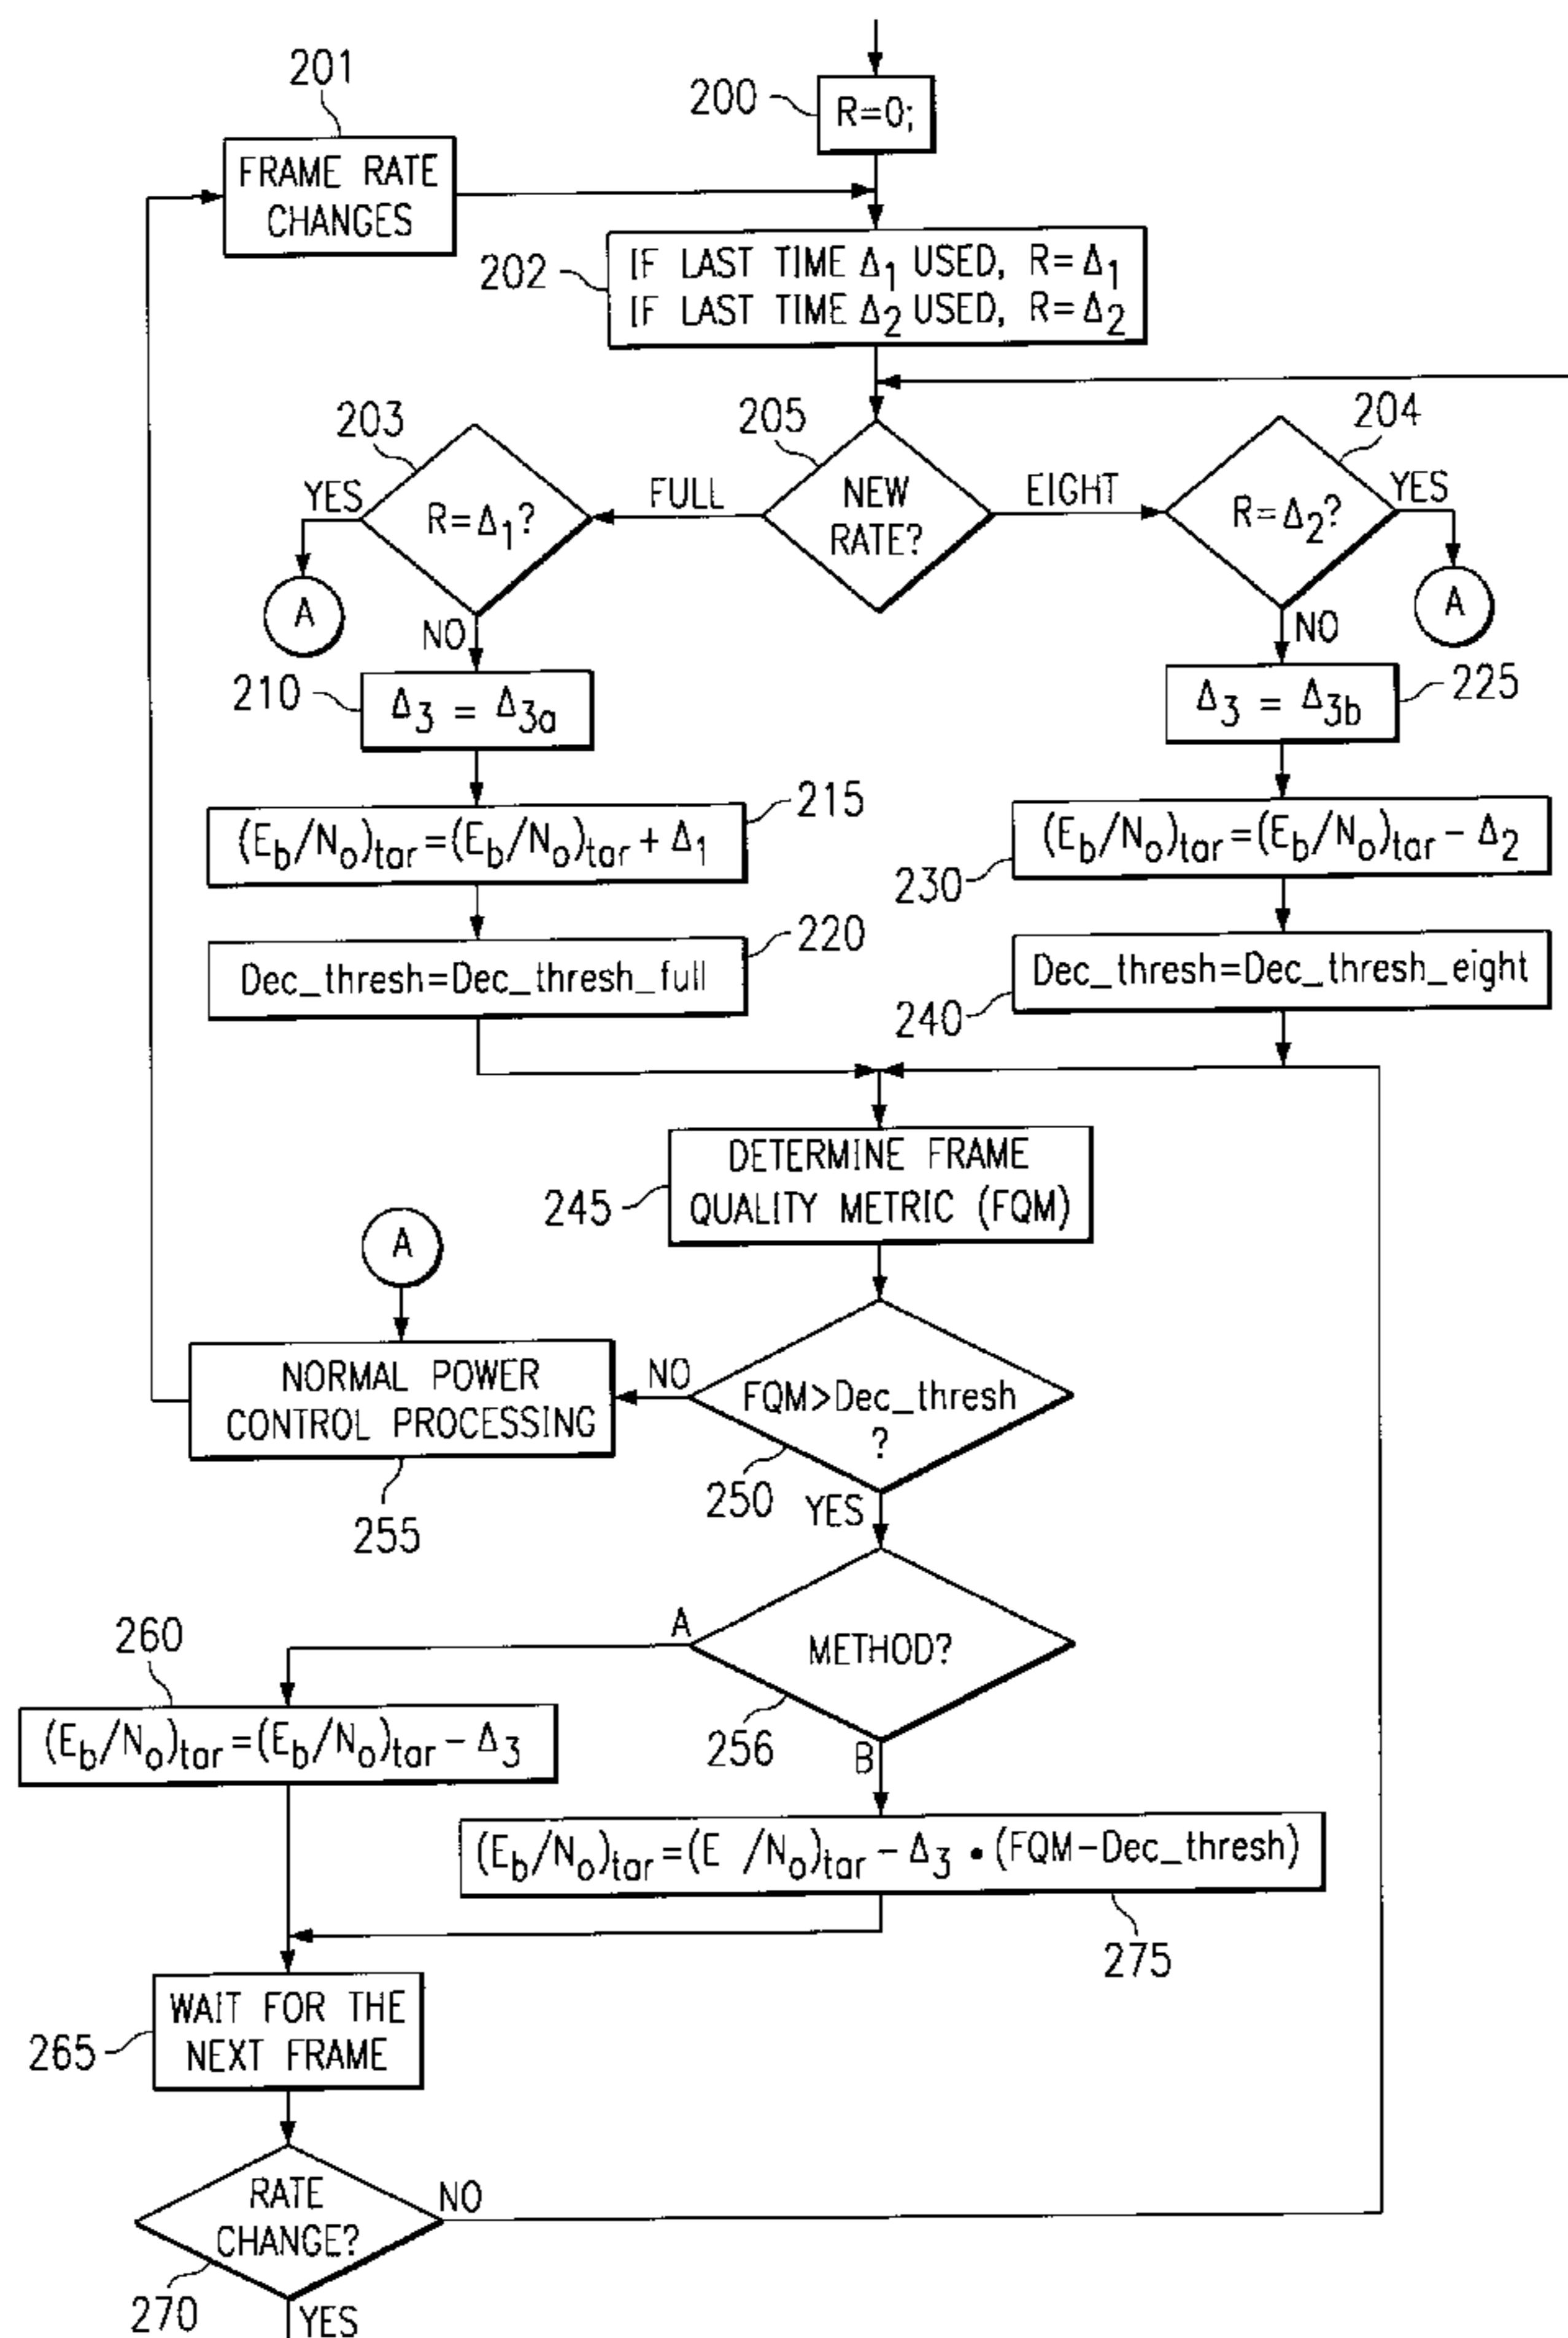 201
200
R=0;
FRAME RATE
CHANGES
202
IF LAST TIME Δ1 USED, R=Δ1
IF LAST TIME Δ2 USED, R=Δ2
203
205
204
YES
R=Δ1?
FULL
NEW
RATE?
EIGHT
R=Δ2?
YES
A
NO
A
NO
210
Δ3 = Δ3a
Δ3 = Δ3b
225
(Eb/No)tar=(Eb/No)tar+Δ1
215
(Eb/No)tar=(Eb/No)tar-Δ2
230
Dec_thresh=Dec_thresh_full
220
Dec_thresh=Dec_thresh_eight
240
DETERMINE FRAME
QUALITY METRIC (FQM)
245
A
NORMAL POWER
CONTROL PROCESSING
NO
FQM>Dec_thresh
?
255
250
YES
260
A
METHOD?
256
B
(Eb/No)tar=(Eb/No)tar-Δ3
(Eb/No)tar=(E /No)tar-Δ3•(FQM-Dec_thresh)
275
265
WAIT FOR THE
NEXT FRAME
RATE
CHANGE?
NO
270
YES